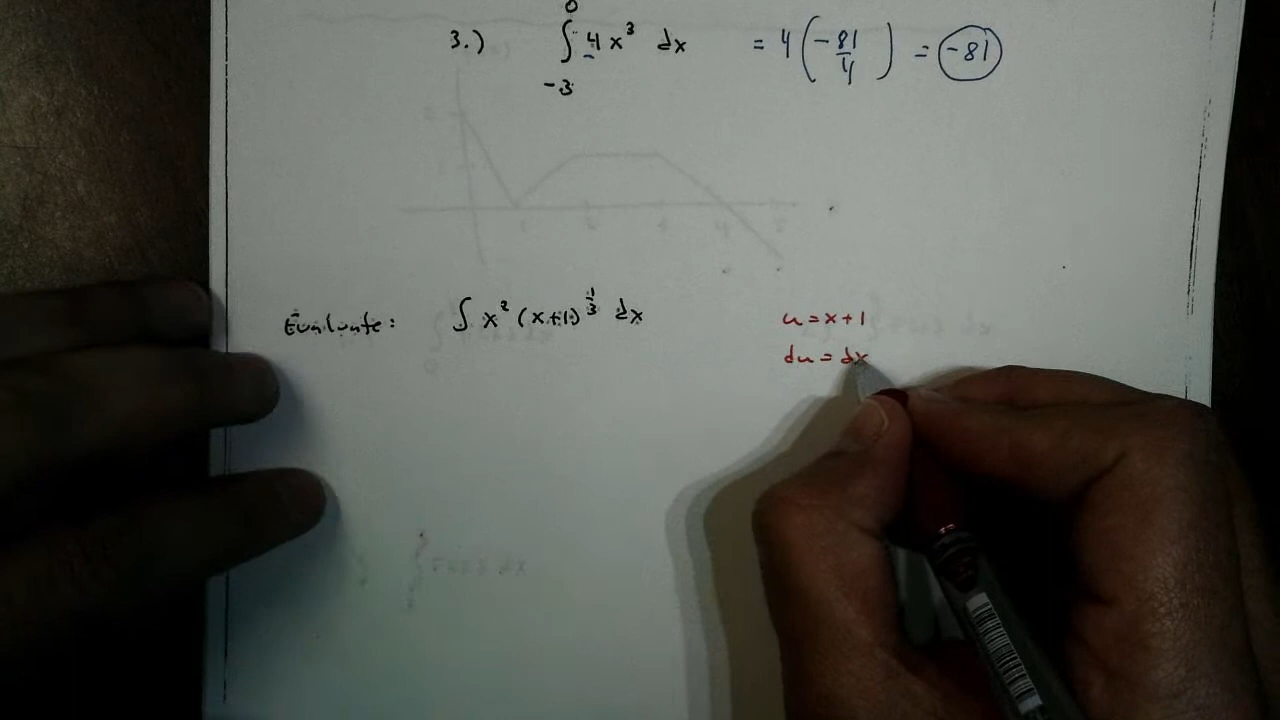 3.) ∫_{-3}^{0} 4x³ dx = 4(-81/4) = -81
Evaluate: ∫ x² (x+1)^{1/3} dx
u = x+1
du = dx